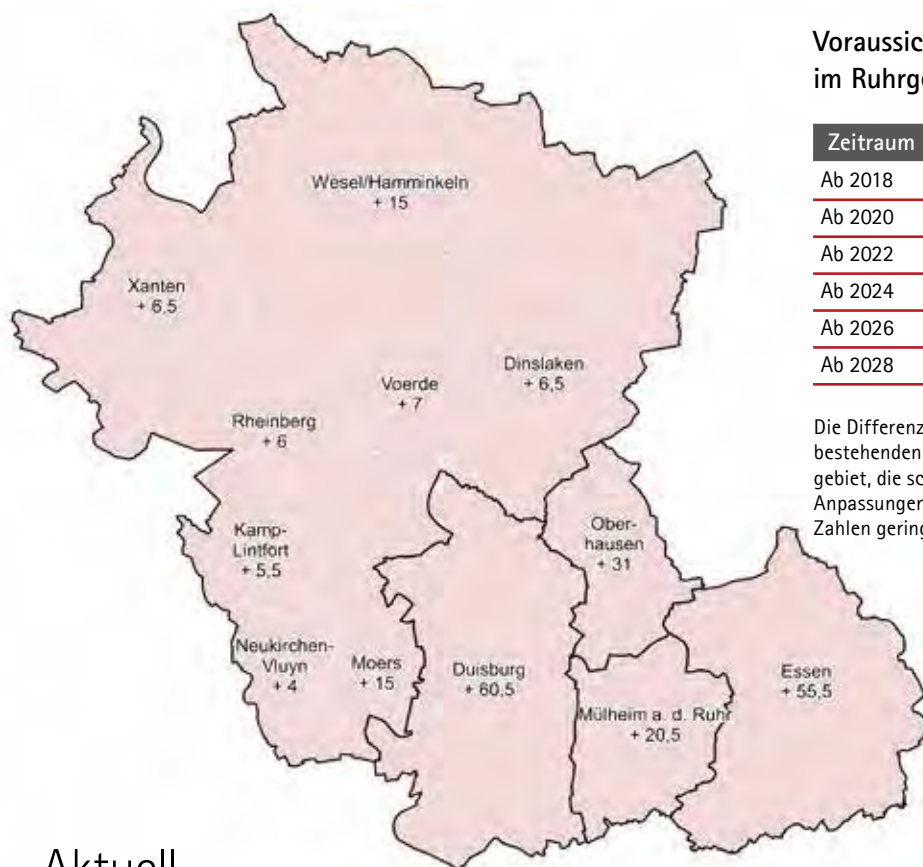 Wesel/Hamminkeln
+ 15
Xanten
+ 6,5
Dinslaken
+ 6,5
Voerde
+ 7
Rheinberg
+ 6
Kamp-
Lintfort
+ 5,5
Ober-
hausen
+ 31
Neukirchen-
Vluyn
+ 4
Moers
+ 15
Duisburg
+ 60,5
Mülheim a. d. Ruhr
+ 20,5
Essen
+ 55,5
Voraussic
im Ruhrge
Zeitraum
Ab 2018
Ab 2020
Ab 2022
Ab 2024
Ab 2026
Ab 2028
Die Differenz
bestehenden
gebiet, die sc
Anpassungen
Zahlen gering
Aktuell